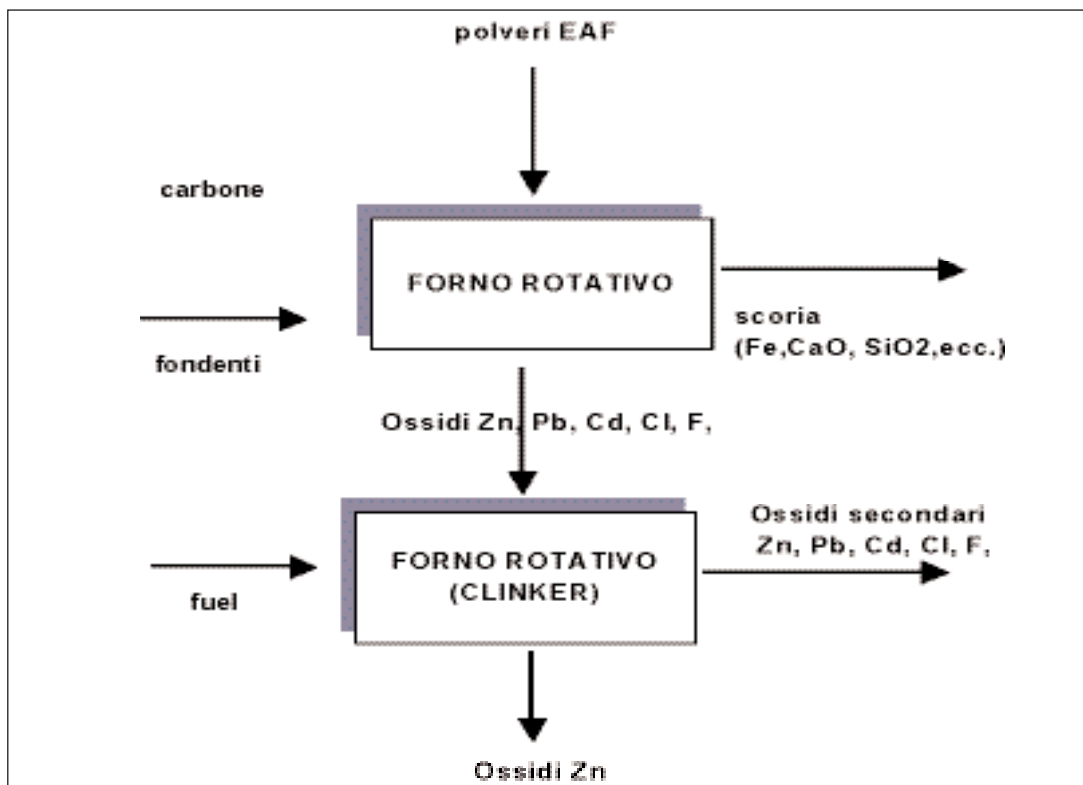 polveri EAF
carbone
FORNO ROTATIVO
fondenti
scoria
(Fe,CaO, SiO2,ecc.)
Ossidi Zn, Pb, Cd, Cl, F,
FORNO ROTATIVO
(CLINKER)
fuel
Ossidi secondari
Zn, Pb, Cd, Cl, F,
Ossidi Zn